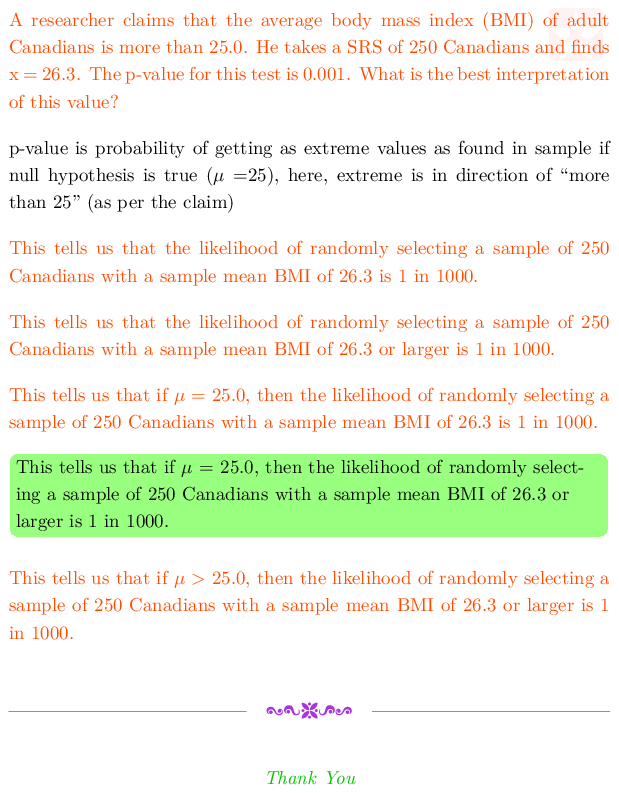 A researcher claims that the average body mass index (BMI) of adult
Canadians is more than 25.0. He takes a SRS of 250 Canadians and finds
x = 26.3. The p-value for this test is 0.001. What is the best interpretation
of this value?
p-value is probability of getting as extreme values as found in sample if
null hypothesis is true (μ =25), here, extreme is in direction of “more
than 25” (as per the claim)
This tells us that the likelihood of randomly selecting a sample of 250
Canadians with a sample mean BMI of 26.3 is 1 in 1000.
This tells us that the likelihood of randomly selecting a sample of 250
Canadians with a sample mean BMI of 26.3 or larger is 1 in 1000.
This tells us that if μ = 25.0, then the likelihood of randomly selecting a
sample of 250 Canadians with a sample mean BMI of 26.3 is 1 in 1000.
This tells us that if μ = 25.0, then the likelihood of randomly select-
ing a sample of 250 Canadians with a sample mean BMI of 26.3 or
larger is 1 in 1000.
This tells us that if μ > 25.0, then the likelihood of randomly selecting a
sample of 250 Canadians with a sample mean BMI of 26.3 or larger is 1
in 1000.
Thank You